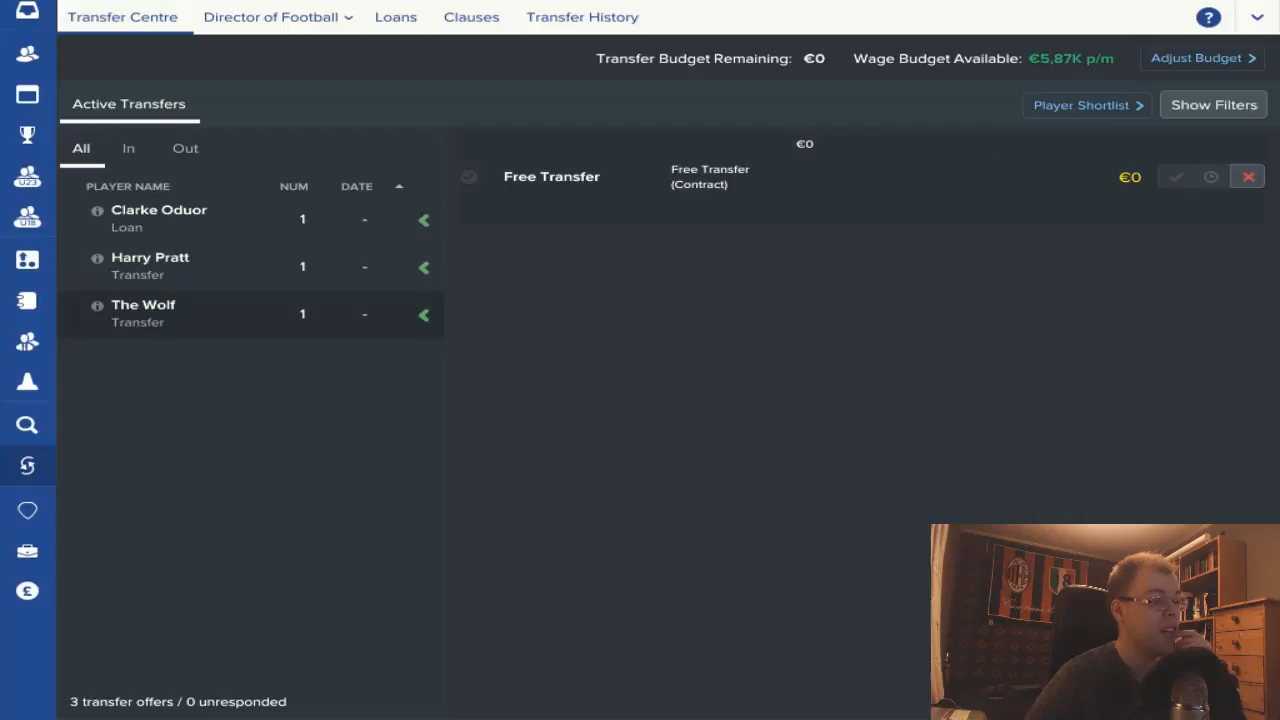 Transfer Centre
Director of Football
Loans
Clauses
Transfer History
?
Transfer Budget Remaining: €0
Wage Budget Available: €5,87K p/m
Adjust Budget
Active Transfers
Player Shortlist
Show Filters
All
In
Out
€0
PLAYER NAME
NUM
DATE
Free Transfer
Free Transfer
(Contract)
€0
Clarke Oduor
Loan
1
-
Harry Pratt
Transfer
1
-
The Wolf
Transfer
1
-
U23
U18
£
3 transfer offers / 0 unresponded